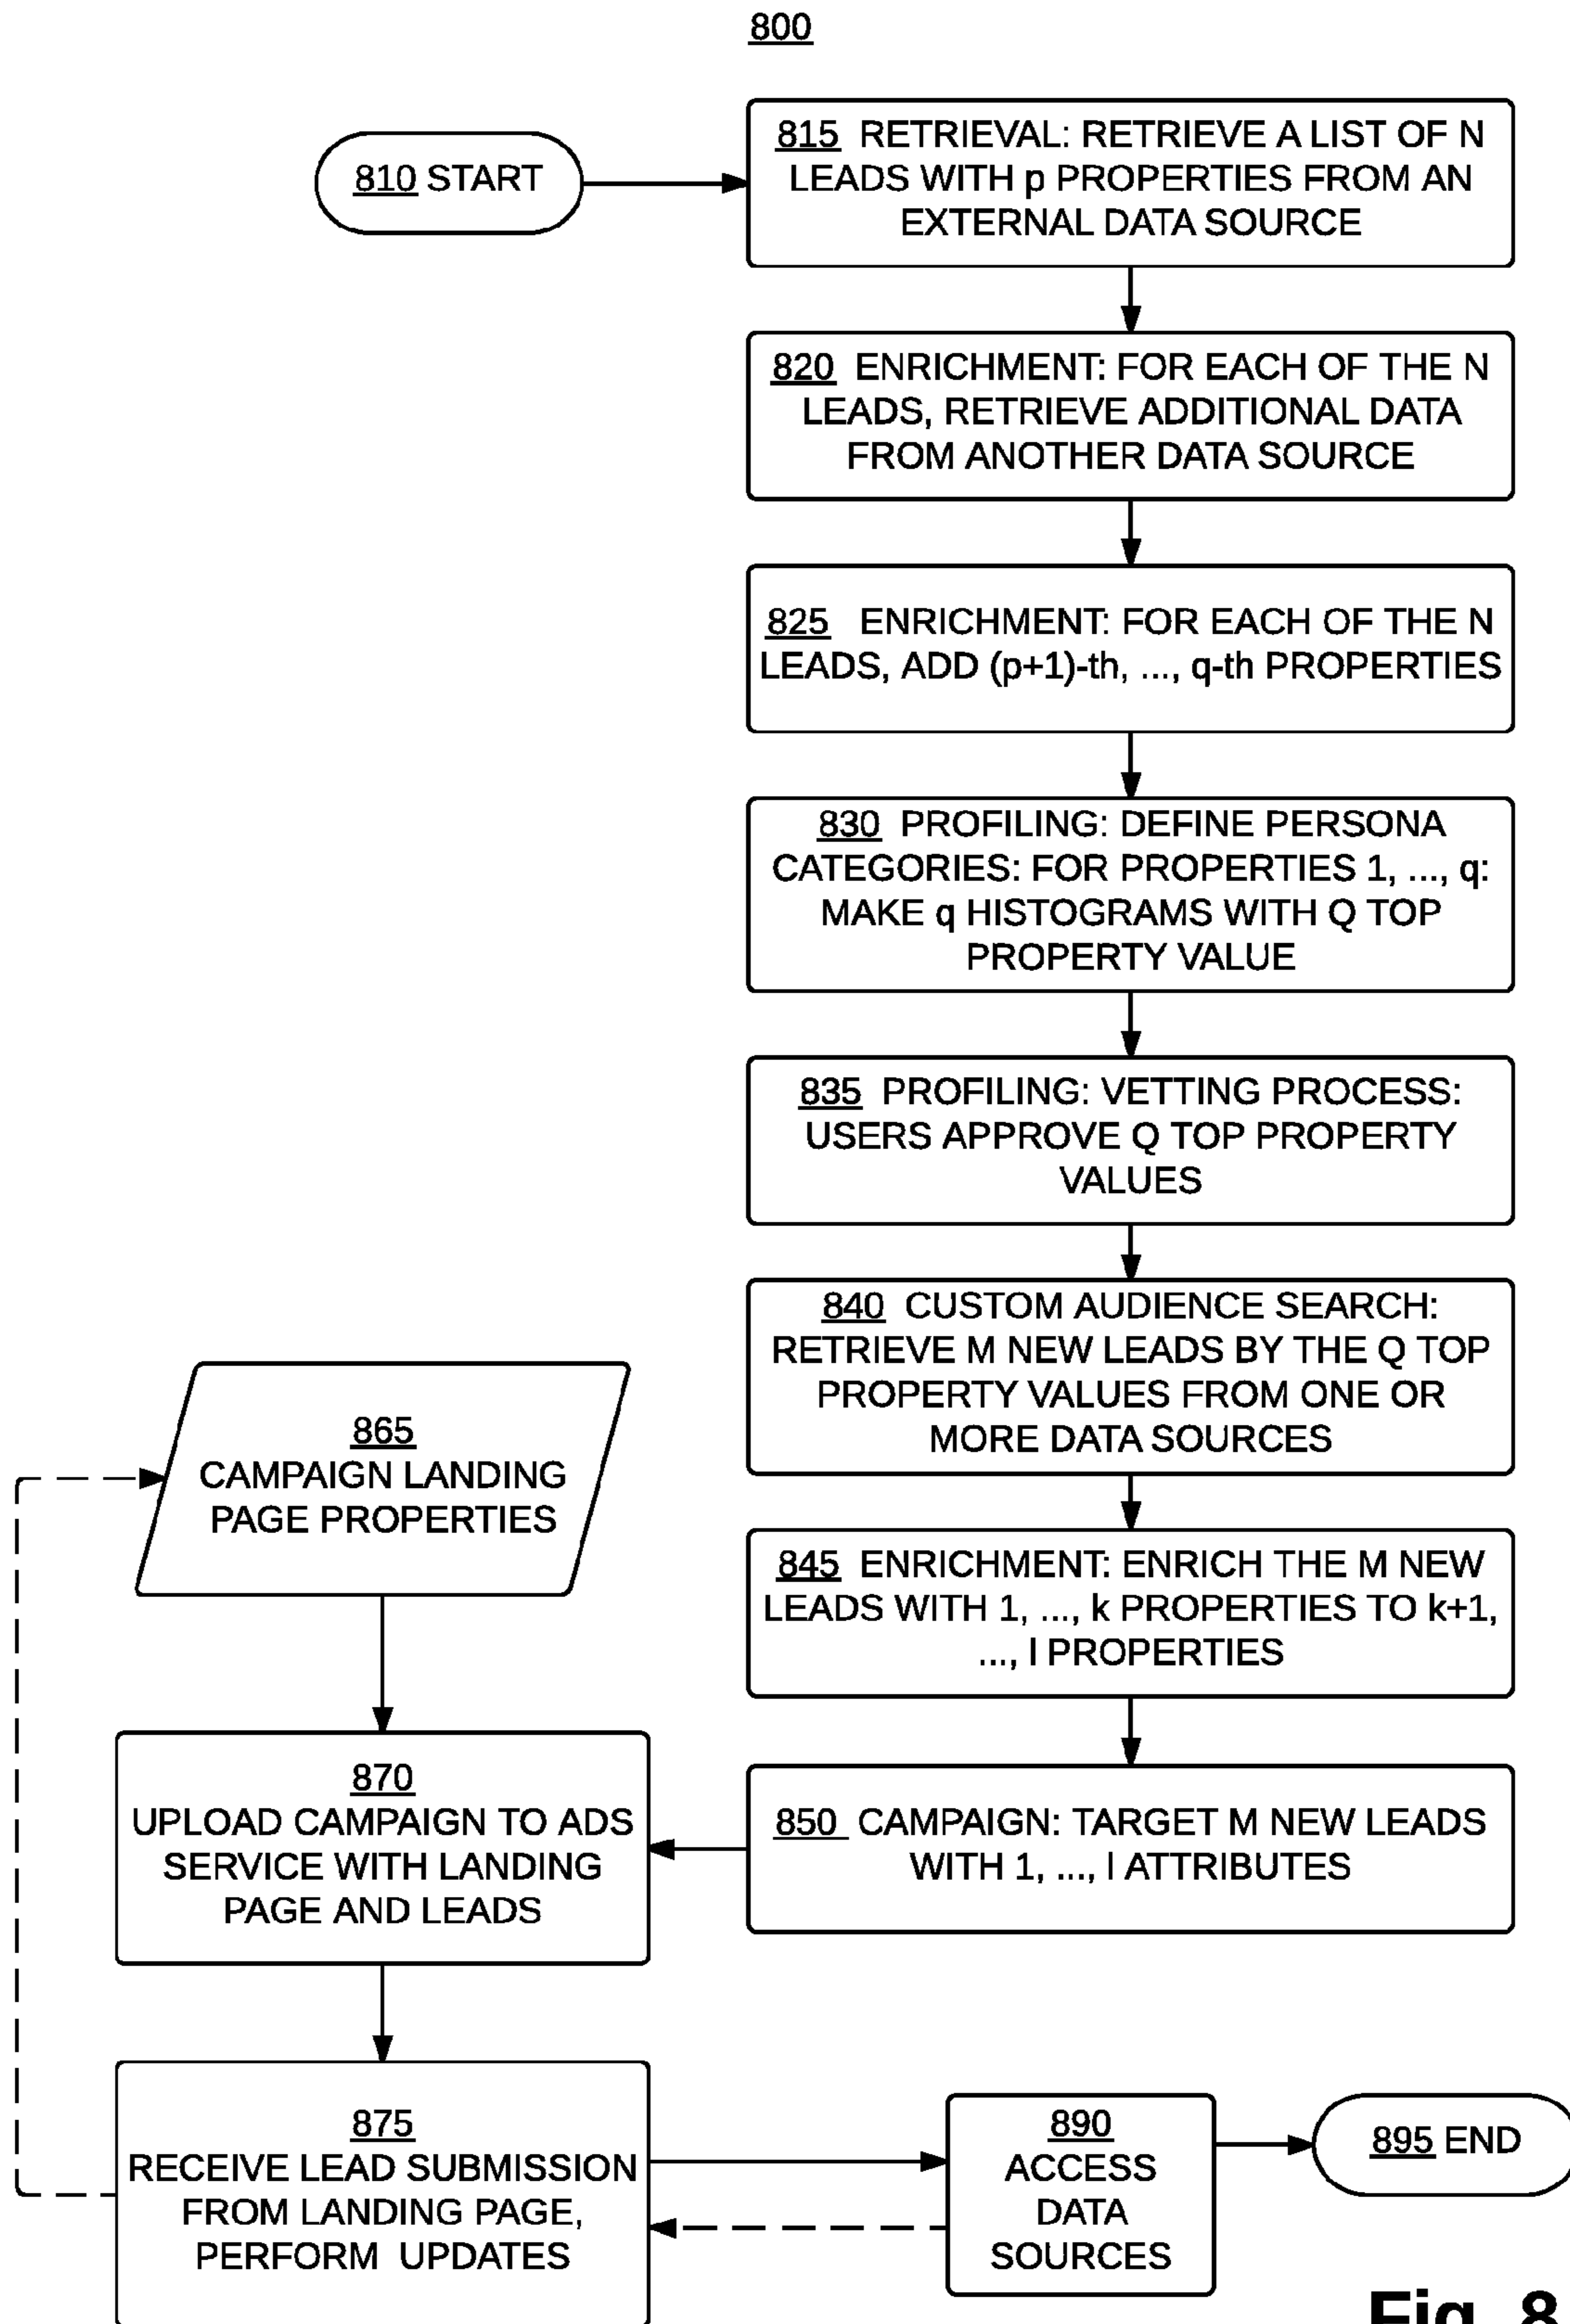 800
810 START
815 RETRIEVAL: RETRIEVE A LIST OF N
LEADS WITH p PROPERTIES FROM AN
EXTERNAL DATA SOURCE
820 ENRICHMENT: FOR EACH OF THE N
LEADS, RETRIEVE ADDITIONAL DATA
FROM ANOTHER DATA SOURCE
825 ENRICHMENT: FOR EACH OF THE N
LEADS, ADD (p+1)-th, ..., q-th PROPERTIES
830 PROFILING: DEFINE PERSONA
CATEGORIES: FOR PROPERTIES 1, ..., q:
MAKE q HISTOGRAMS WITH Q TOP
PROPERTY VALUE
835 PROFILING: VETTING PROCESS:
USERS APPROVE Q TOP PROPERTY
VALUES
840 CUSTOM AUDIENCE SEARCH:
RETRIEVE M NEW LEADS BY THE Q TOP
PROPERTY VALUES FROM ONE OR
MORE DATA SOURCES
845 ENRICHMENT: ENRICH THE M NEW
LEADS WITH 1, ..., k PROPERTIES TO k+1,
..., l PROPERTIES
850 CAMPAIGN: TARGET M NEW LEADS
WITH 1, ..., l ATTRIBUTES
865
CAMPAIGN LANDING
PAGE PROPERTIES
870
UPLOAD CAMPAIGN TO ADS
SERVICE WITH LANDING
PAGE AND LEADS
875
RECEIVE LEAD SUBMISSION
FROM LANDING PAGE,
PERFORM UPDATES
890
ACCESS
DATA
SOURCES
895 END
Fig. 8